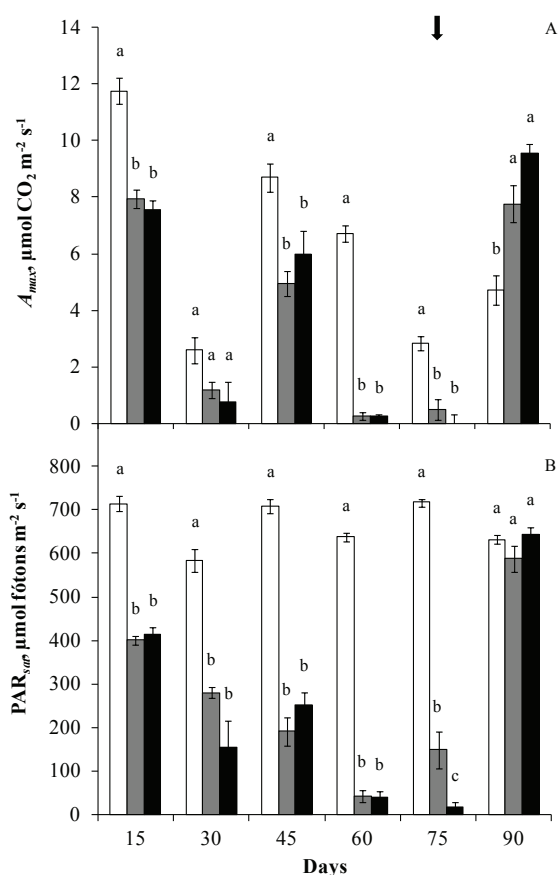 A
A_max, µmol CO₂ m⁻² s⁻¹
14
12
10
8
6
4
2
0
a b b
a a a
a b b
a b b
a b b
b a a
B
PAR_sat, µmol fótons m⁻² s⁻¹
800
700
600
500
400
300
200
100
0
a b b
a b b
a b b
a b b
a b c
a a a
15 30 45 60 75 90
Days